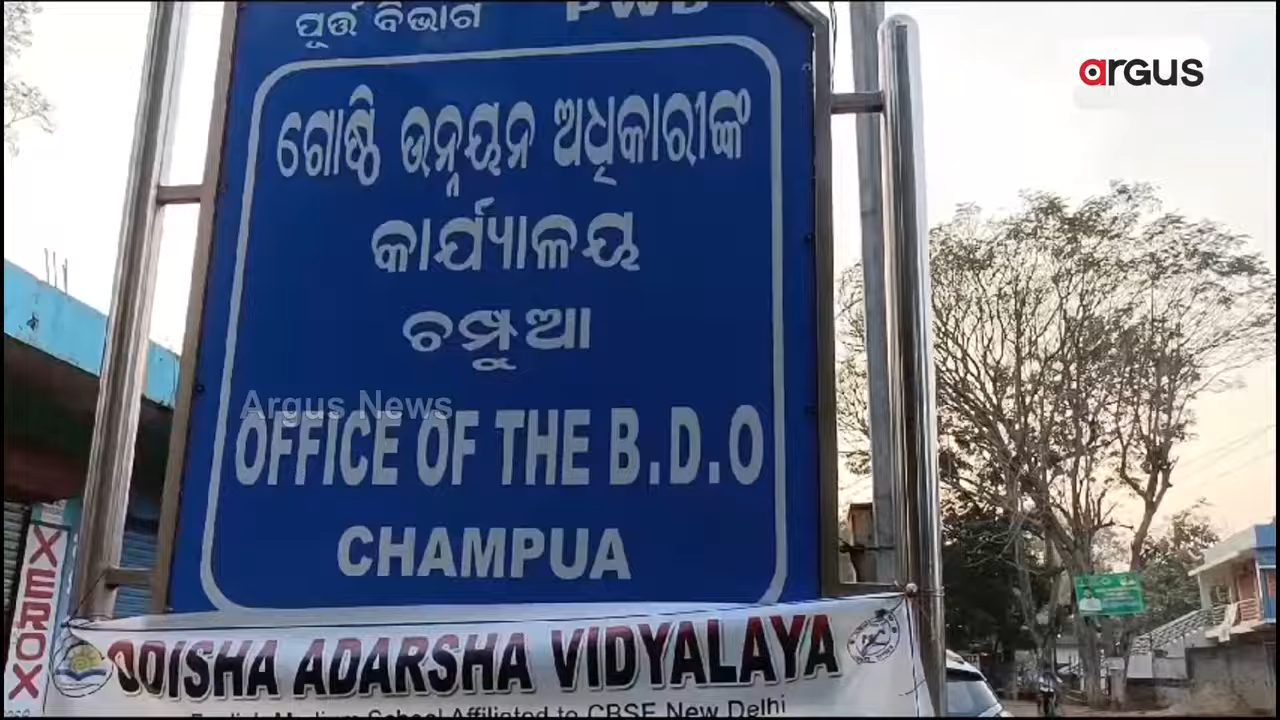 ପୂର୍ତ୍ତ ବିଭାଗ PWD
argus
ଗୋଷ୍ଠି ଉନ୍ନୟନ ଅଧିକାରୀଙ୍କ
କାର୍ଯ୍ୟାଳୟ
ଚମ୍ପୁଆ
Argus News
OFFICE OF THE B.D.O
CHAMPUA
XEROX
ODISHA ADARSHA VIDYALAYA
English Medium School Affiliated to CBSE New Delhi